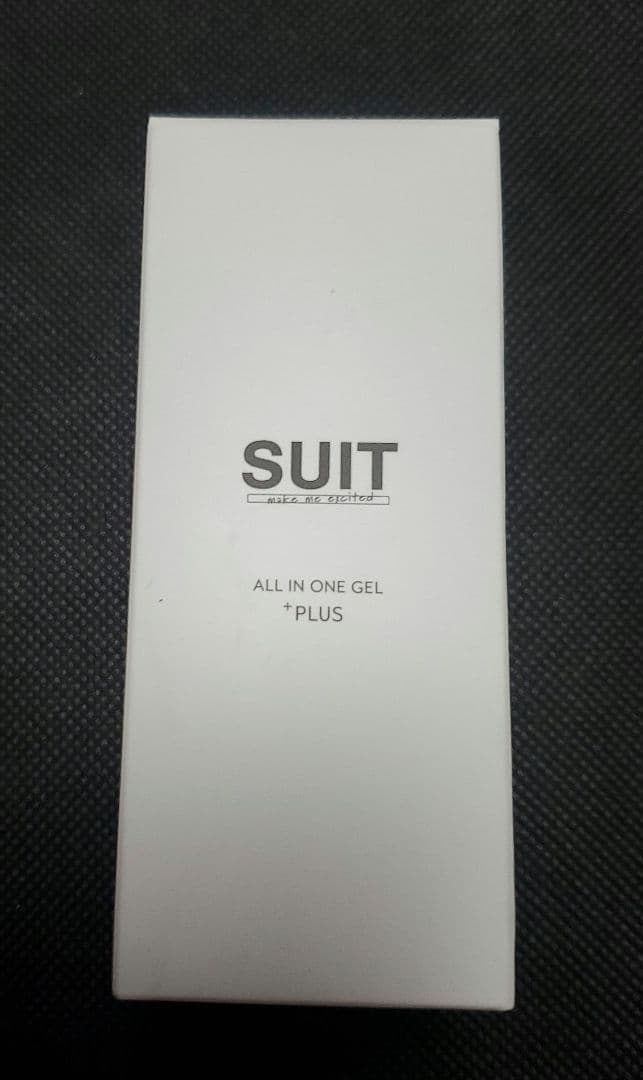 SUIT
make me excited
ALL IN ONE GEL
+PLUS